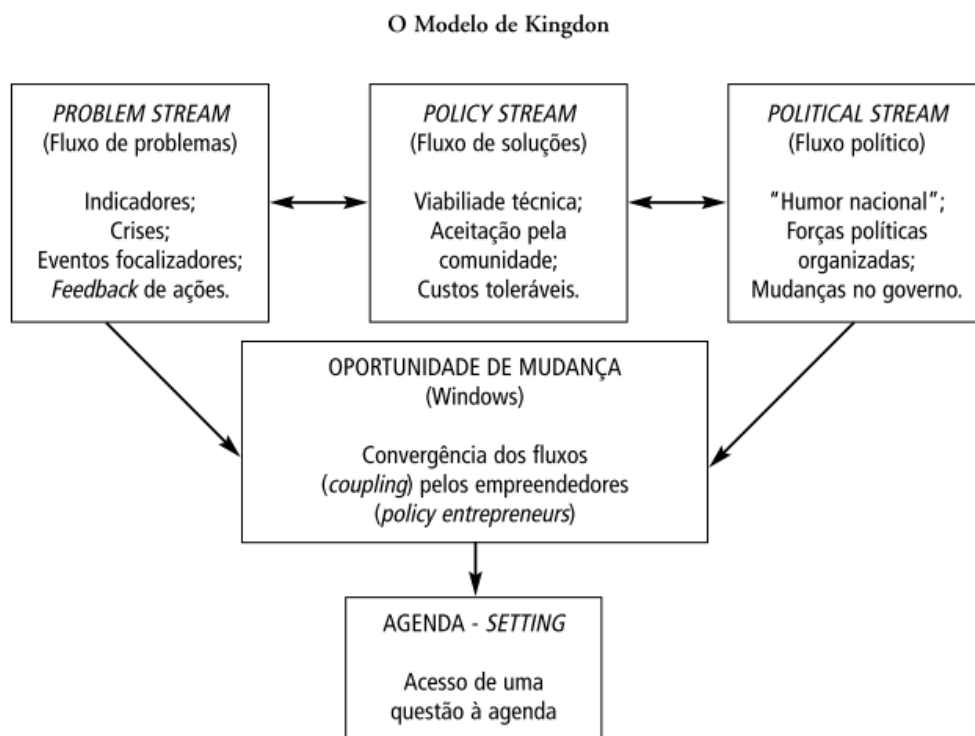 O Modelo de Kingdon
PROBLEM STREAM
(Fluxo de problemas)
Indicadores;
Crises;
Eventos focalizadores;
Feedback de ações.
POLICY STREAM
(Fluxo de soluções)
Viabiliade técnica;
Aceitação pela
comunidade;
Custos toleráveis.
POLITICAL STREAM
(Fluxo político)
“Humor nacional”;
Forças políticas
organizadas;
Mudanças no governo.
OPORTUNIDADE DE MUDANÇA
(Windows)
Convergência dos fluxos
(coupling) pelos empreendedores
(policy entrepreneurs)
AGENDA - SETTING
Acesso de uma
questão à agenda